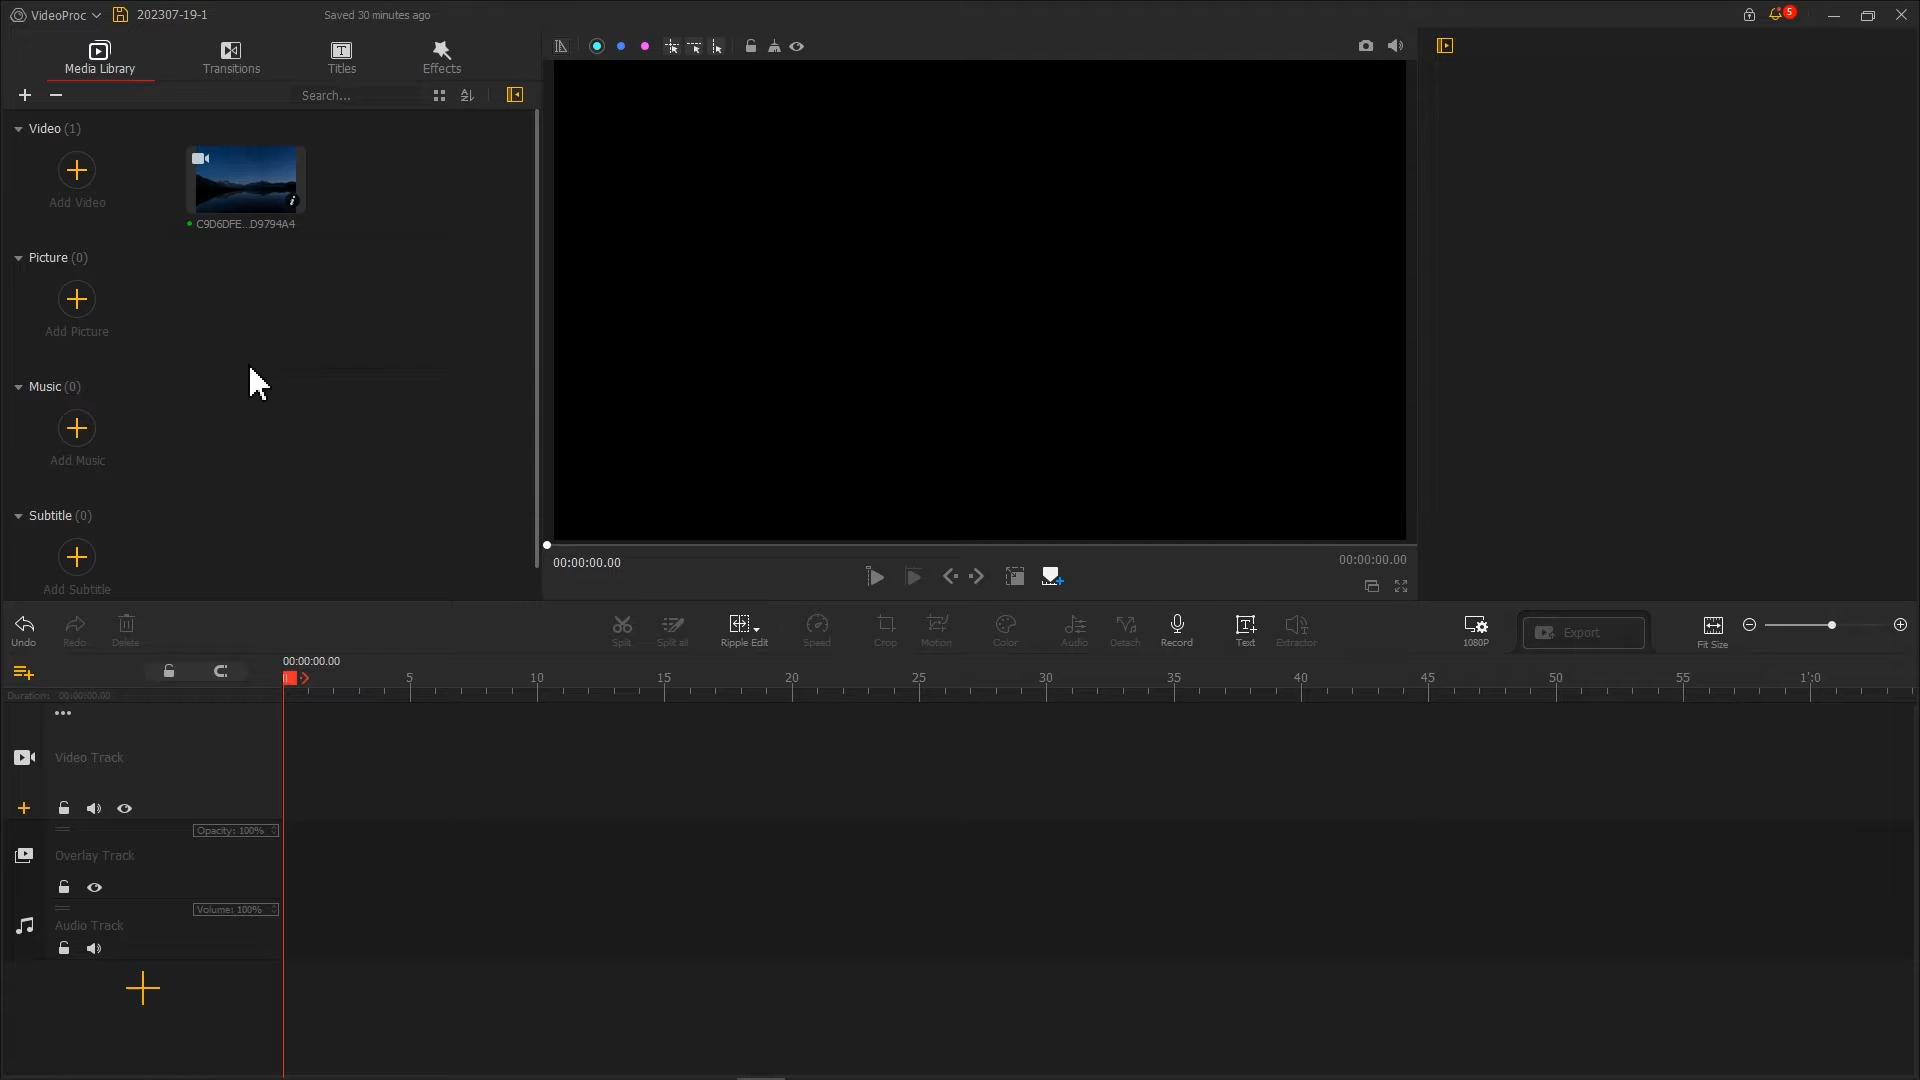 VideoProc
202307-19-1
Saved 30 minutes ago
5
Media Library
Transitions
Titles
Effects
Search...
Video (1)
Add Video
C9D6DFE...D9794A4
Picture (0)
Add Picture
Music (0)
Add Music
Subtitle (0)
Add Subtitle
00:00:00.00
00:00:00.00
Undo
Redo
Delete
Split
Split all
Ripple Edit
Speed
Crop
Motion
Color
Audio
Detach
Record
Text
Extractor
1080P
Export
Fit Size
00:00:00.00
5 10 15 20 25 30 35 40 45 50 55 1':0
Duration: 00:00:00.00
Video Track
Opacity: 100%
Overlay Track
Volume: 100%
Audio Track